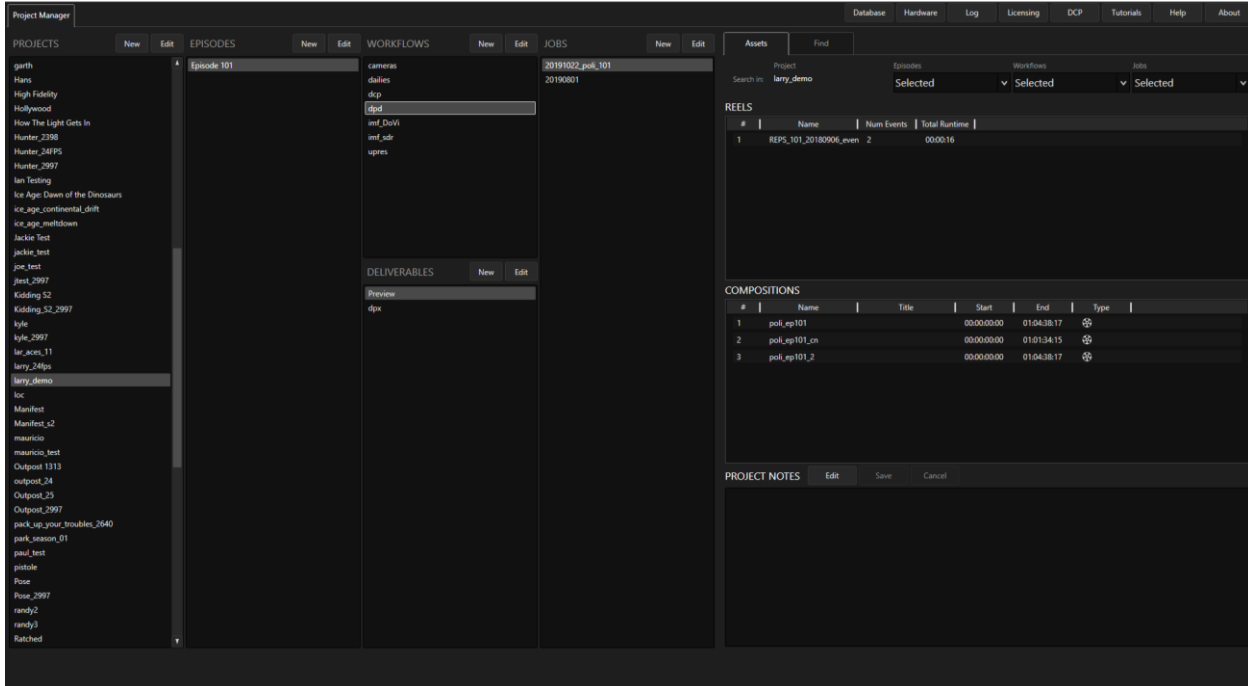 Project Manager
Database Hardware Log Licensing DCP Tutorials Help About
PROJECTS New Edit
garth
Hans
High Fidelity
Hollywood
How The Light Gets In
Hunter_2398
Hunter_24FPS
Hunter_2997
Ian Testing
Ice Age: Dawn of the Dinosaurs
ice_age_continental_drift
ice_age_meltdown
Jackie Test
jackie_test
joe_test
jtest_2997
Kidding S2
Kidding_S2_2997
kyle
kyle_2997
lar_aces_11
larry_24fps
larry_demo
loc
Manifest
Manifest_s2
mauricio
mauricio_test
Outpost 1313
outpost_24
Outpost_25
Outpost_2997
pack_up_your_troubles_2640
park_season_01
paul_test
pistole
Pose
Pose_2997
randy2
randy3
Ratched
EPISODES New Edit
Episode 101
WORKFLOWS New Edit
cameras
dailies
dcp
dpd
imf_DoVi
imf_sdr
upres
DELIVERABLES New Edit
Preview
dpx
JOBS New Edit
20191022_poli_101
20190801
Assets Find
Project Episodes Workflows Jobs
Search in: larry_demo Selected Selected Selected
REELS
# Name Num Events Total Runtime
1 REPS_101_20180906_even 2 00:00:16
COMPOSITIONS
# Name Title Start End Type
1 poli_ep101 00:00:00:00 01:04:38:17
2 poli_ep101_cn 00:00:00:00 01:01:34:15
3 poli_ep101_2 00:00:00:00 01:04:38:17
PROJECT NOTES Edit Save Cancel